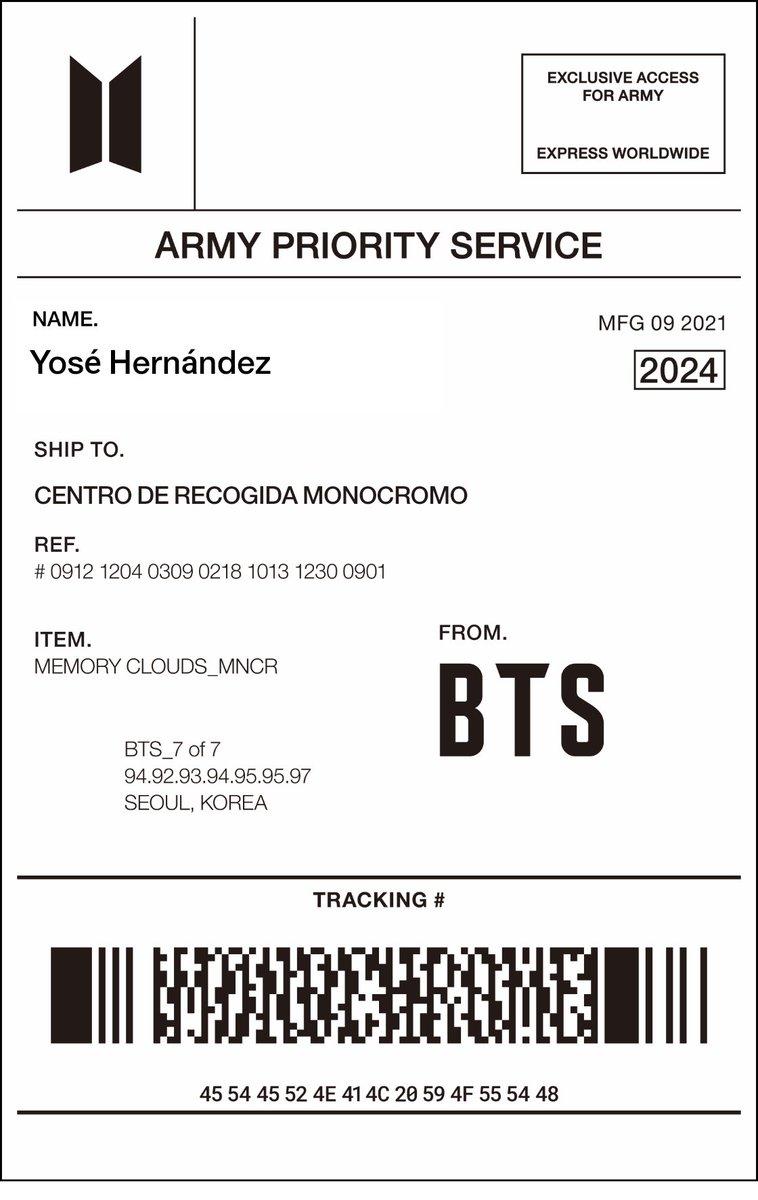 EXCLUSIVE ACCESS
FOR ARMY
EXPRESS WORLDWIDE
ARMY PRIORITY SERVICE
NAME.
Yosé Hernández
MFG 09 2021
2024
SHIP TO.
CENTRO DE RECOGIDA MONOCROMO
REF.
# 0912 1204 0309 0218 1013 1230 0901
ITEM.
MEMORY CLOUDS_MNCR
FROM.
BTS
BTS_7 of 7
94.92.93.94.95.95.97
SEOUL, KOREA
TRACKING #
45 54 45 52 4E 41 4C 20 59 4F 55 54 48